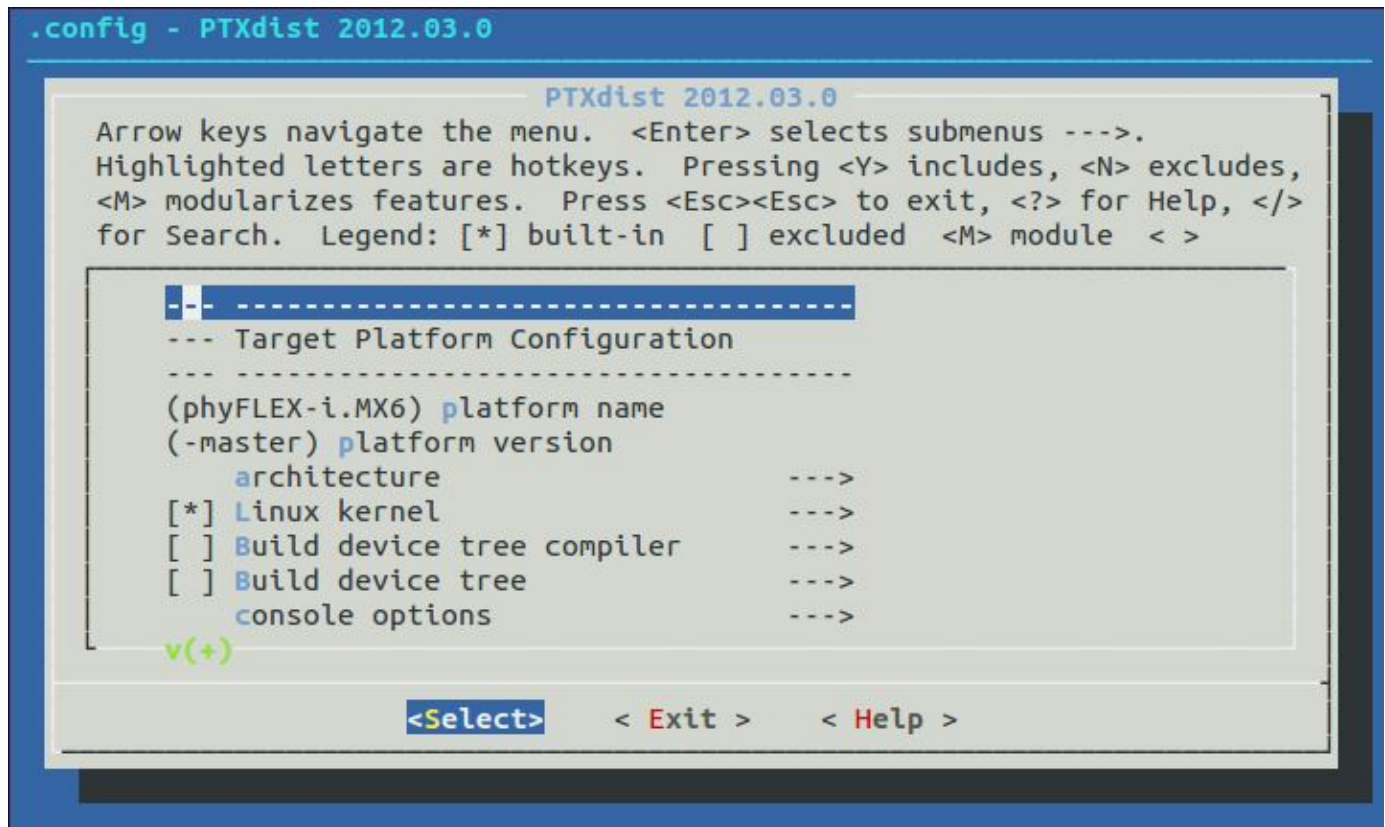 .config - PTXdist 2012.03.0
PTXdist 2012.03.0
Arrow keys navigate the menu.  <Enter> selects submenus --->.
Highlighted letters are hotkeys.  Pressing <Y> includes, <N> excludes,
<M> modularizes features.  Press <Esc><Esc> to exit, <?> for Help, </>
for Search.  Legend: [*] built-in  [ ] excluded  <M> module  < >
--- ------------------------------------
--- Target Platform Configuration
--- ------------------------------------
(phyFLEX-i.MX6) platform name
(-master) platform version
    architecture                    --->
[*] Linux kernel                    --->
[ ] Build device tree compiler      --->
[ ] Build device tree               --->
    console options                 --->
v(+)
<Select>    < Exit >    < Help >